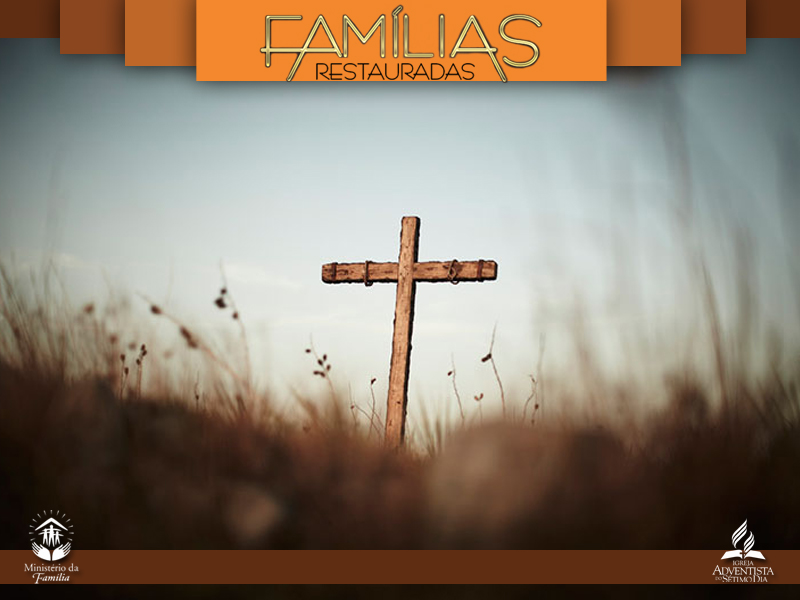 FAMÍLIAS
RESTAURADAS
Ministério da
Família
IGREJA
ADVENTISTA
DO SÉTIMO DIA